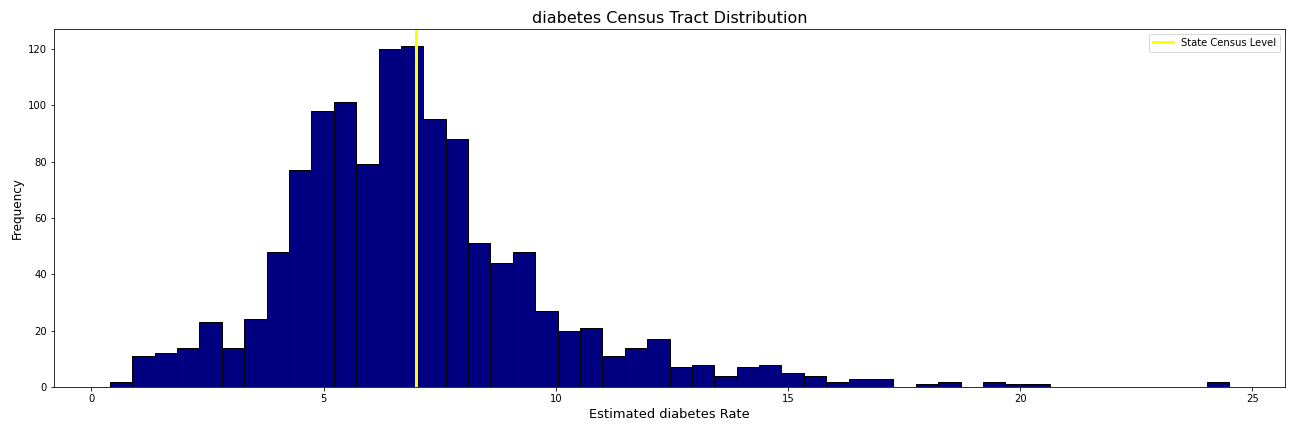 diabetes Census Tract Distribution
State Census Level
120
100
80
60
40
20
0
Frequency
0 5 10 15 20 25
Estimated diabetes Rate